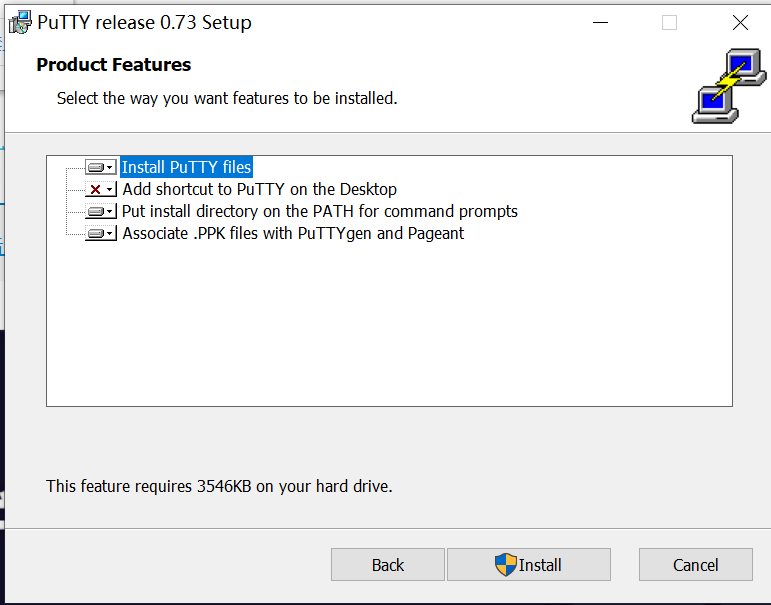 PuTTY release 0.73 Setup
Product Features
Select the way you want features to be installed.
Install PuTTY files
Add shortcut to PuTTY on the Desktop
Put install directory on the PATH for command prompts
Associate .PPK files with PuTTYgen and Pageant
This feature requires 3546KB on your hard drive.
Back
Install
Cancel